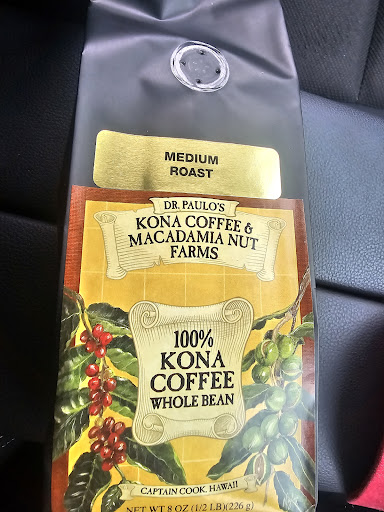 MEDIUM
ROAST
DR. PAULO'S
KONA COFFEE &
MACADAMIA NUT
FARMS
100%
KONA
COFFEE
WHOLE BEAN
CAPTAIN COOK, HAWAII
NET WT 8 OZ (1/2 LB)(226 g)